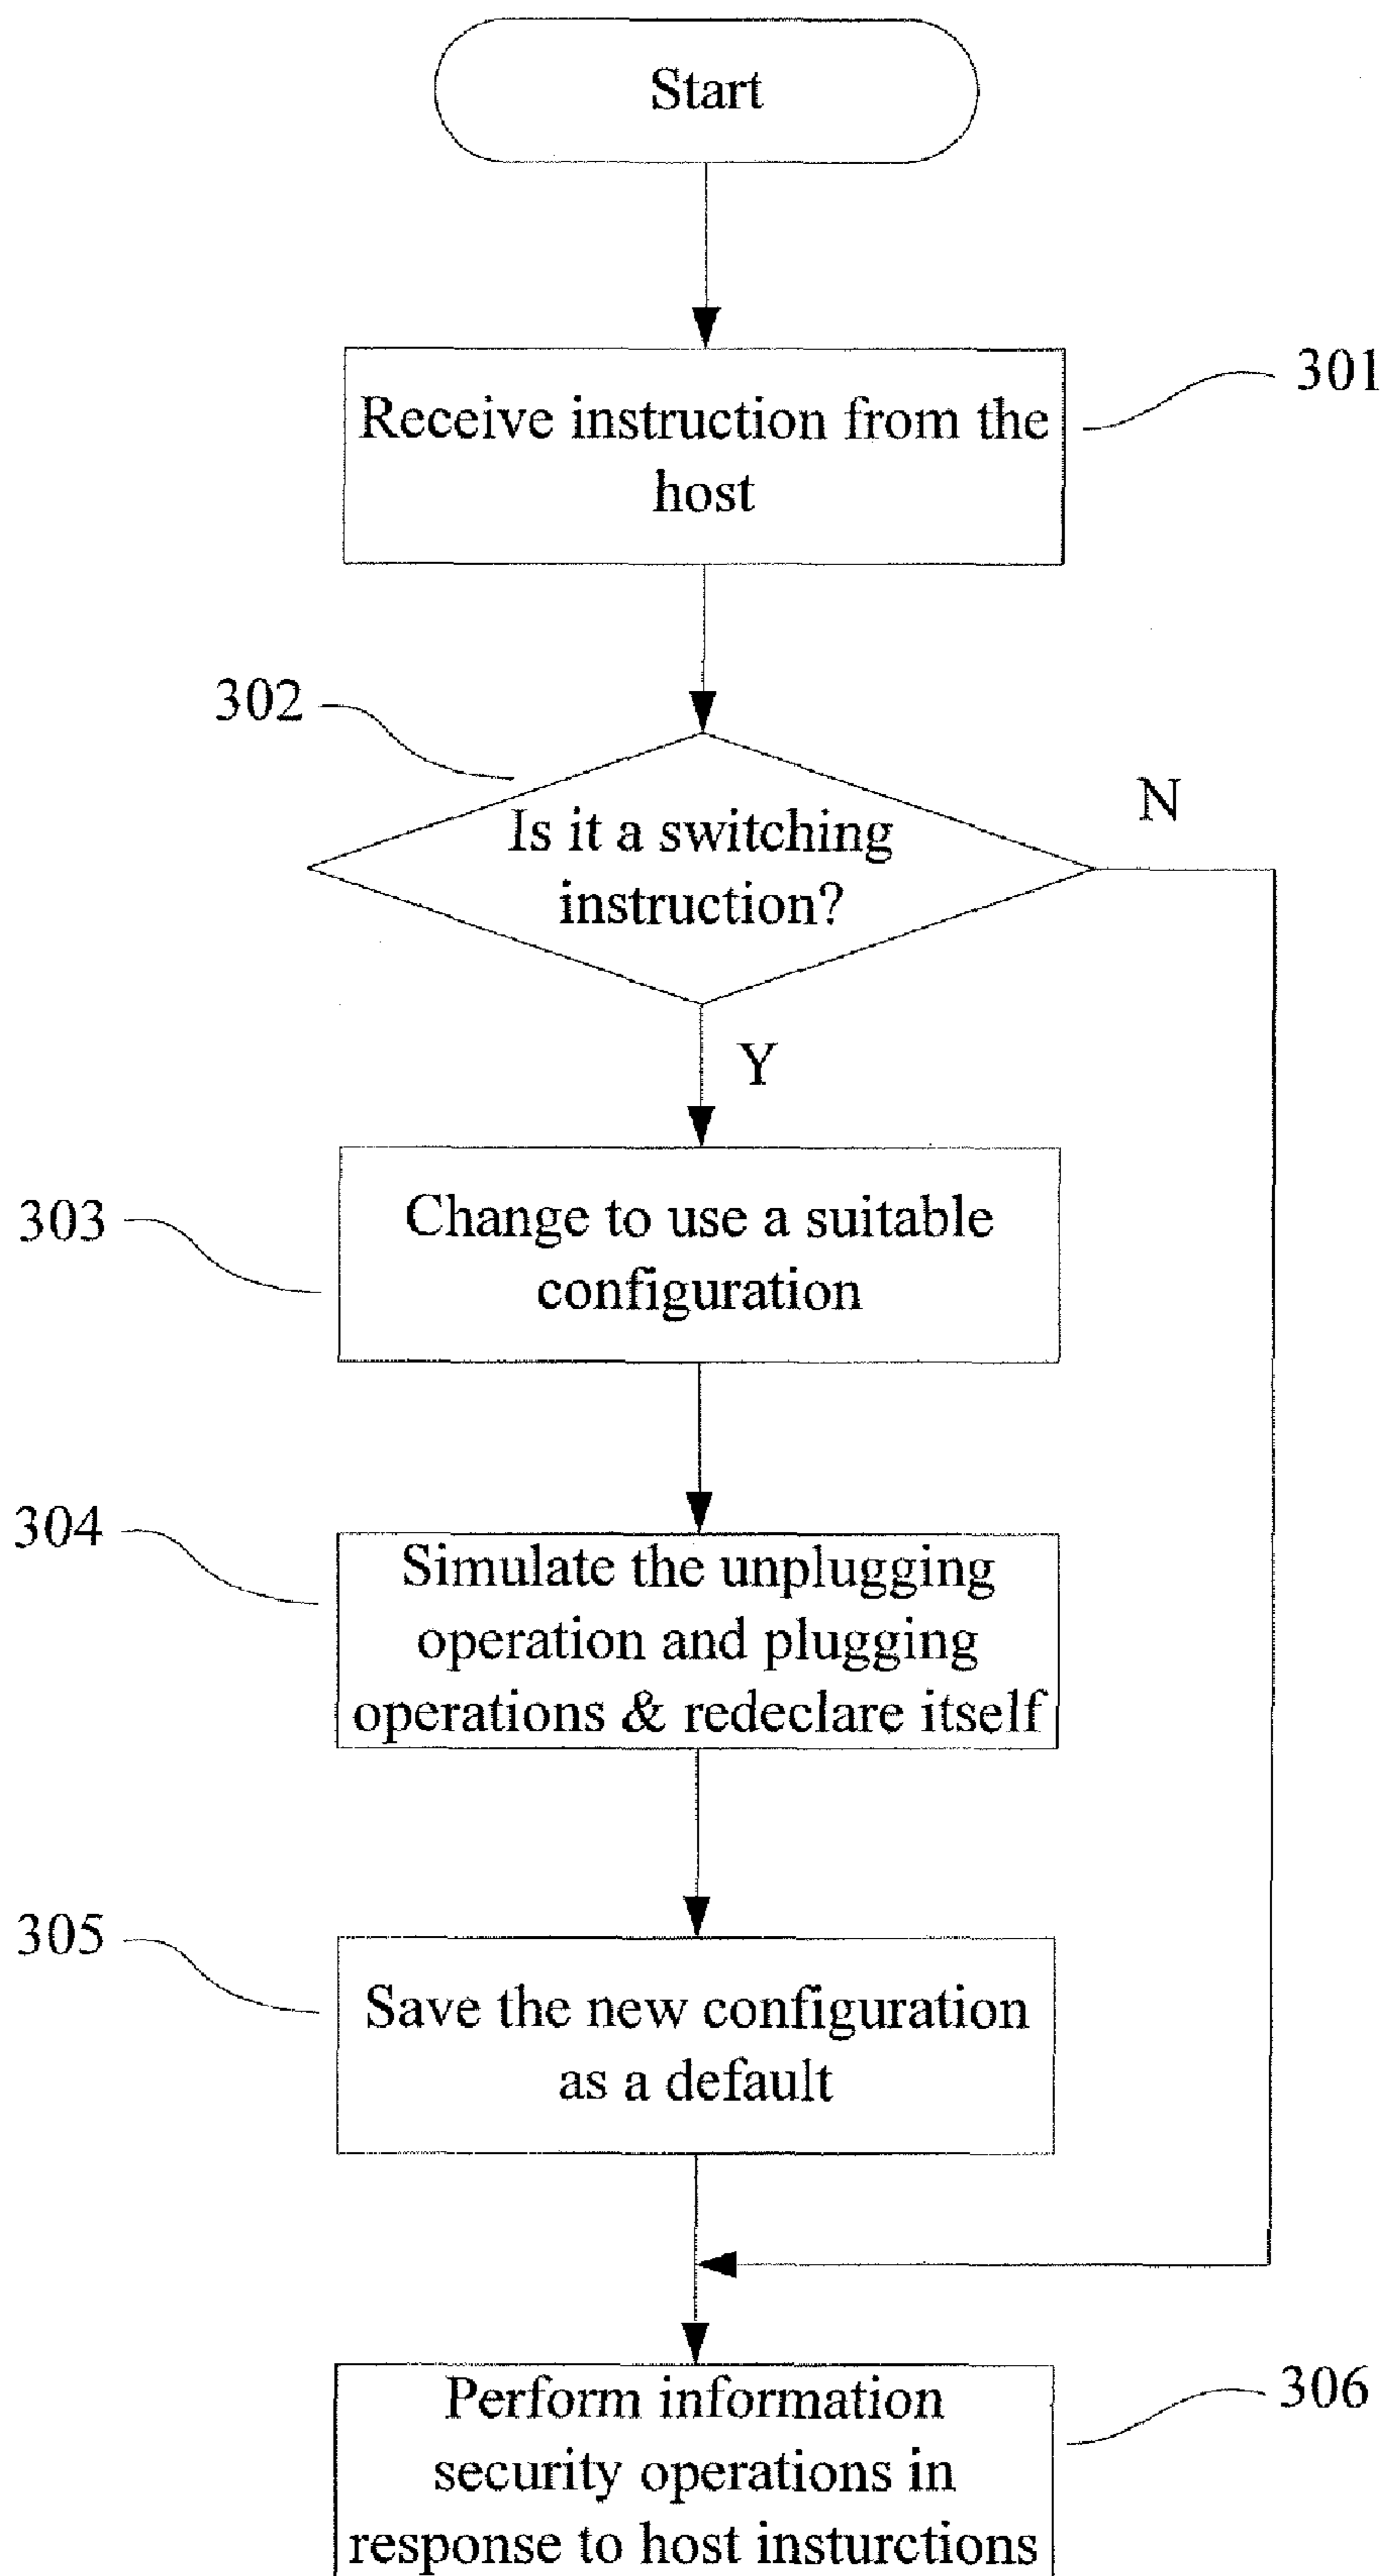 Start
Receive instruction from the
host
301
302
Is it a switching
instruction?
N
Y
303
Change to use a suitable
configuration
304
Simulate the unplugging
operation and plugging
operations & redeclare itself
305
Save the new configuration
as a default
Perform information
security operations in
response to host insturctions
306